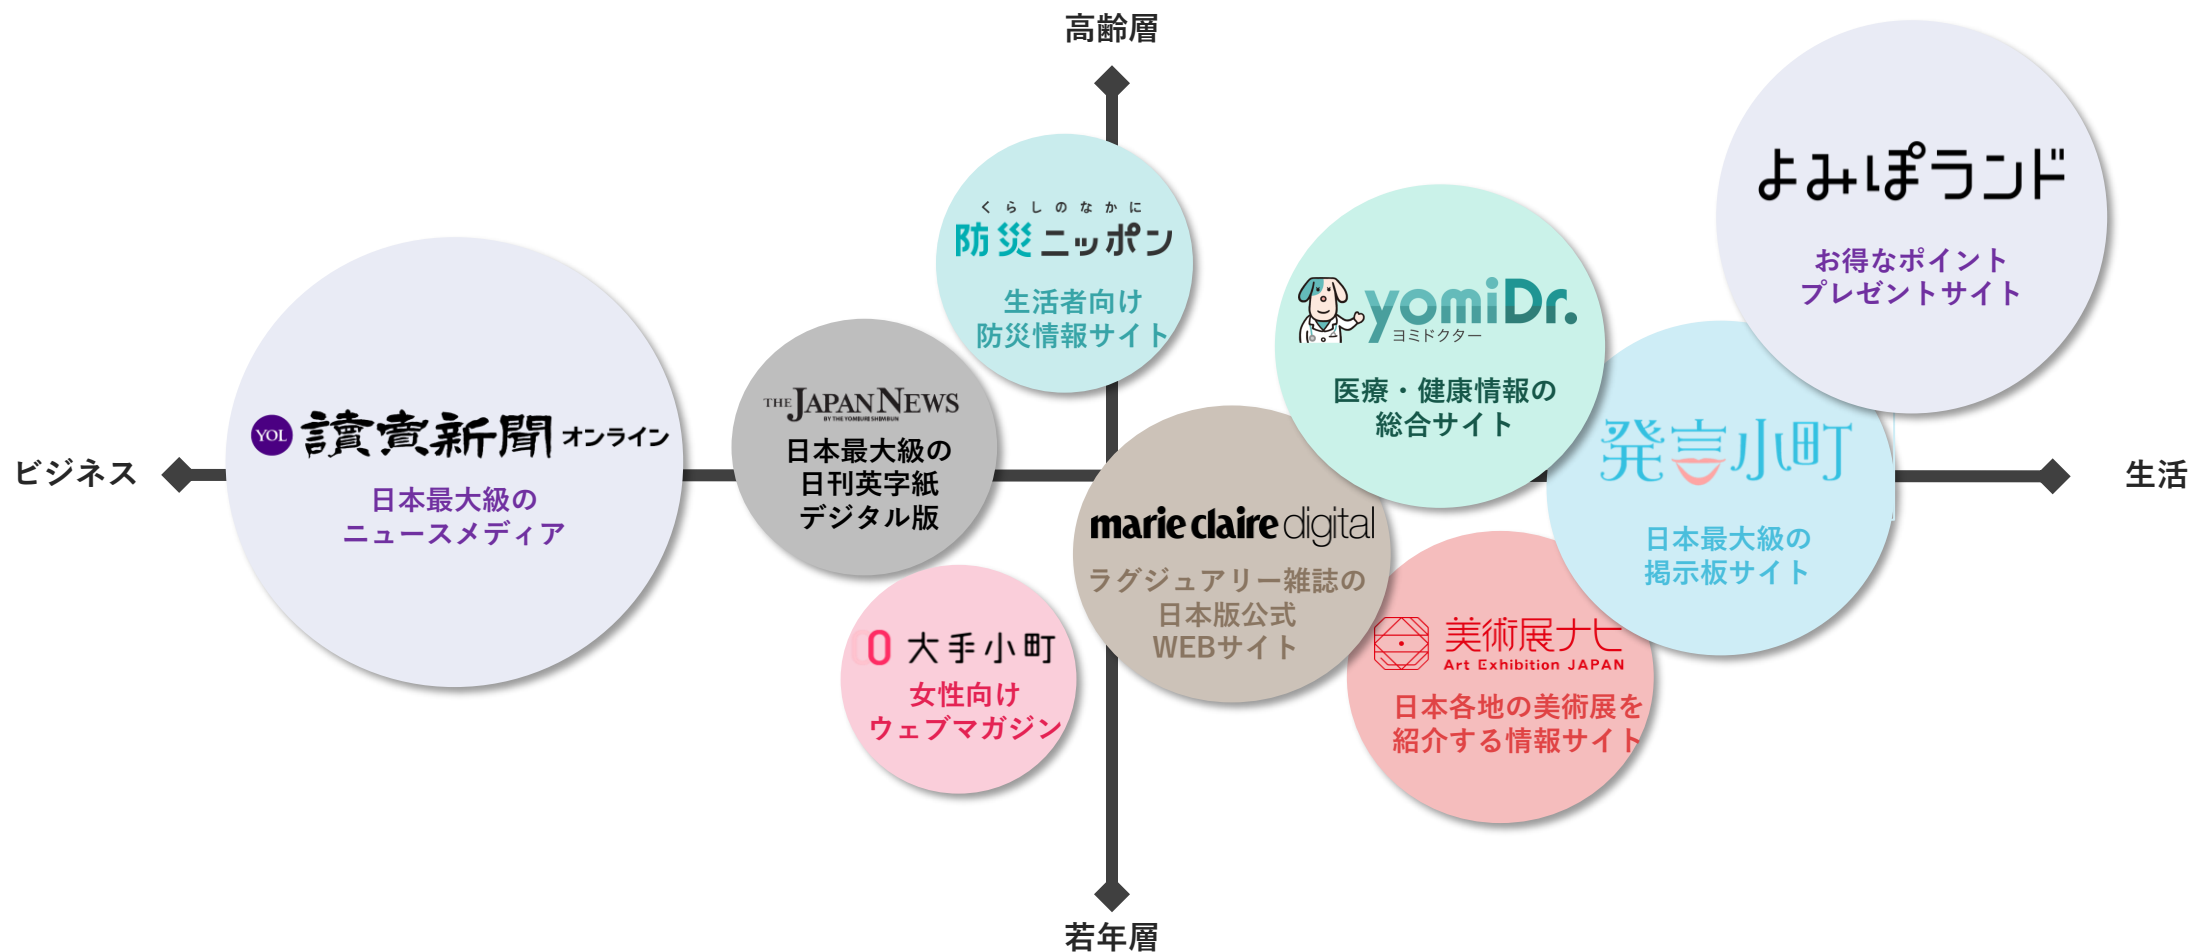 高齢層
よみぽランド
お得なポイント
プレゼントサイト
くらしのなかに
防災ニッポン
生活者向け
防災情報サイト
yomiDr.
ヨミドクター
医療・健康情報の
総合サイト
THE JAPAN NEWS
BY THE YOMIURI SHIMBUN
日本最大級の
日刊英字紙
デジタル版
YOL 讀賣新聞オンライン
日本最大級の
ニュースメディア
ビジネス
生活
発言小町
日本最大級の
掲示板サイト
marie claire digital
ラグジュアリー雑誌の
日本版公式
WEBサイト
大手小町
女性向け
ウェブマガジン
美術展ナビ
Art Exhibition JAPAN
日本各地の美術展を
紹介する情報サイト
若年層